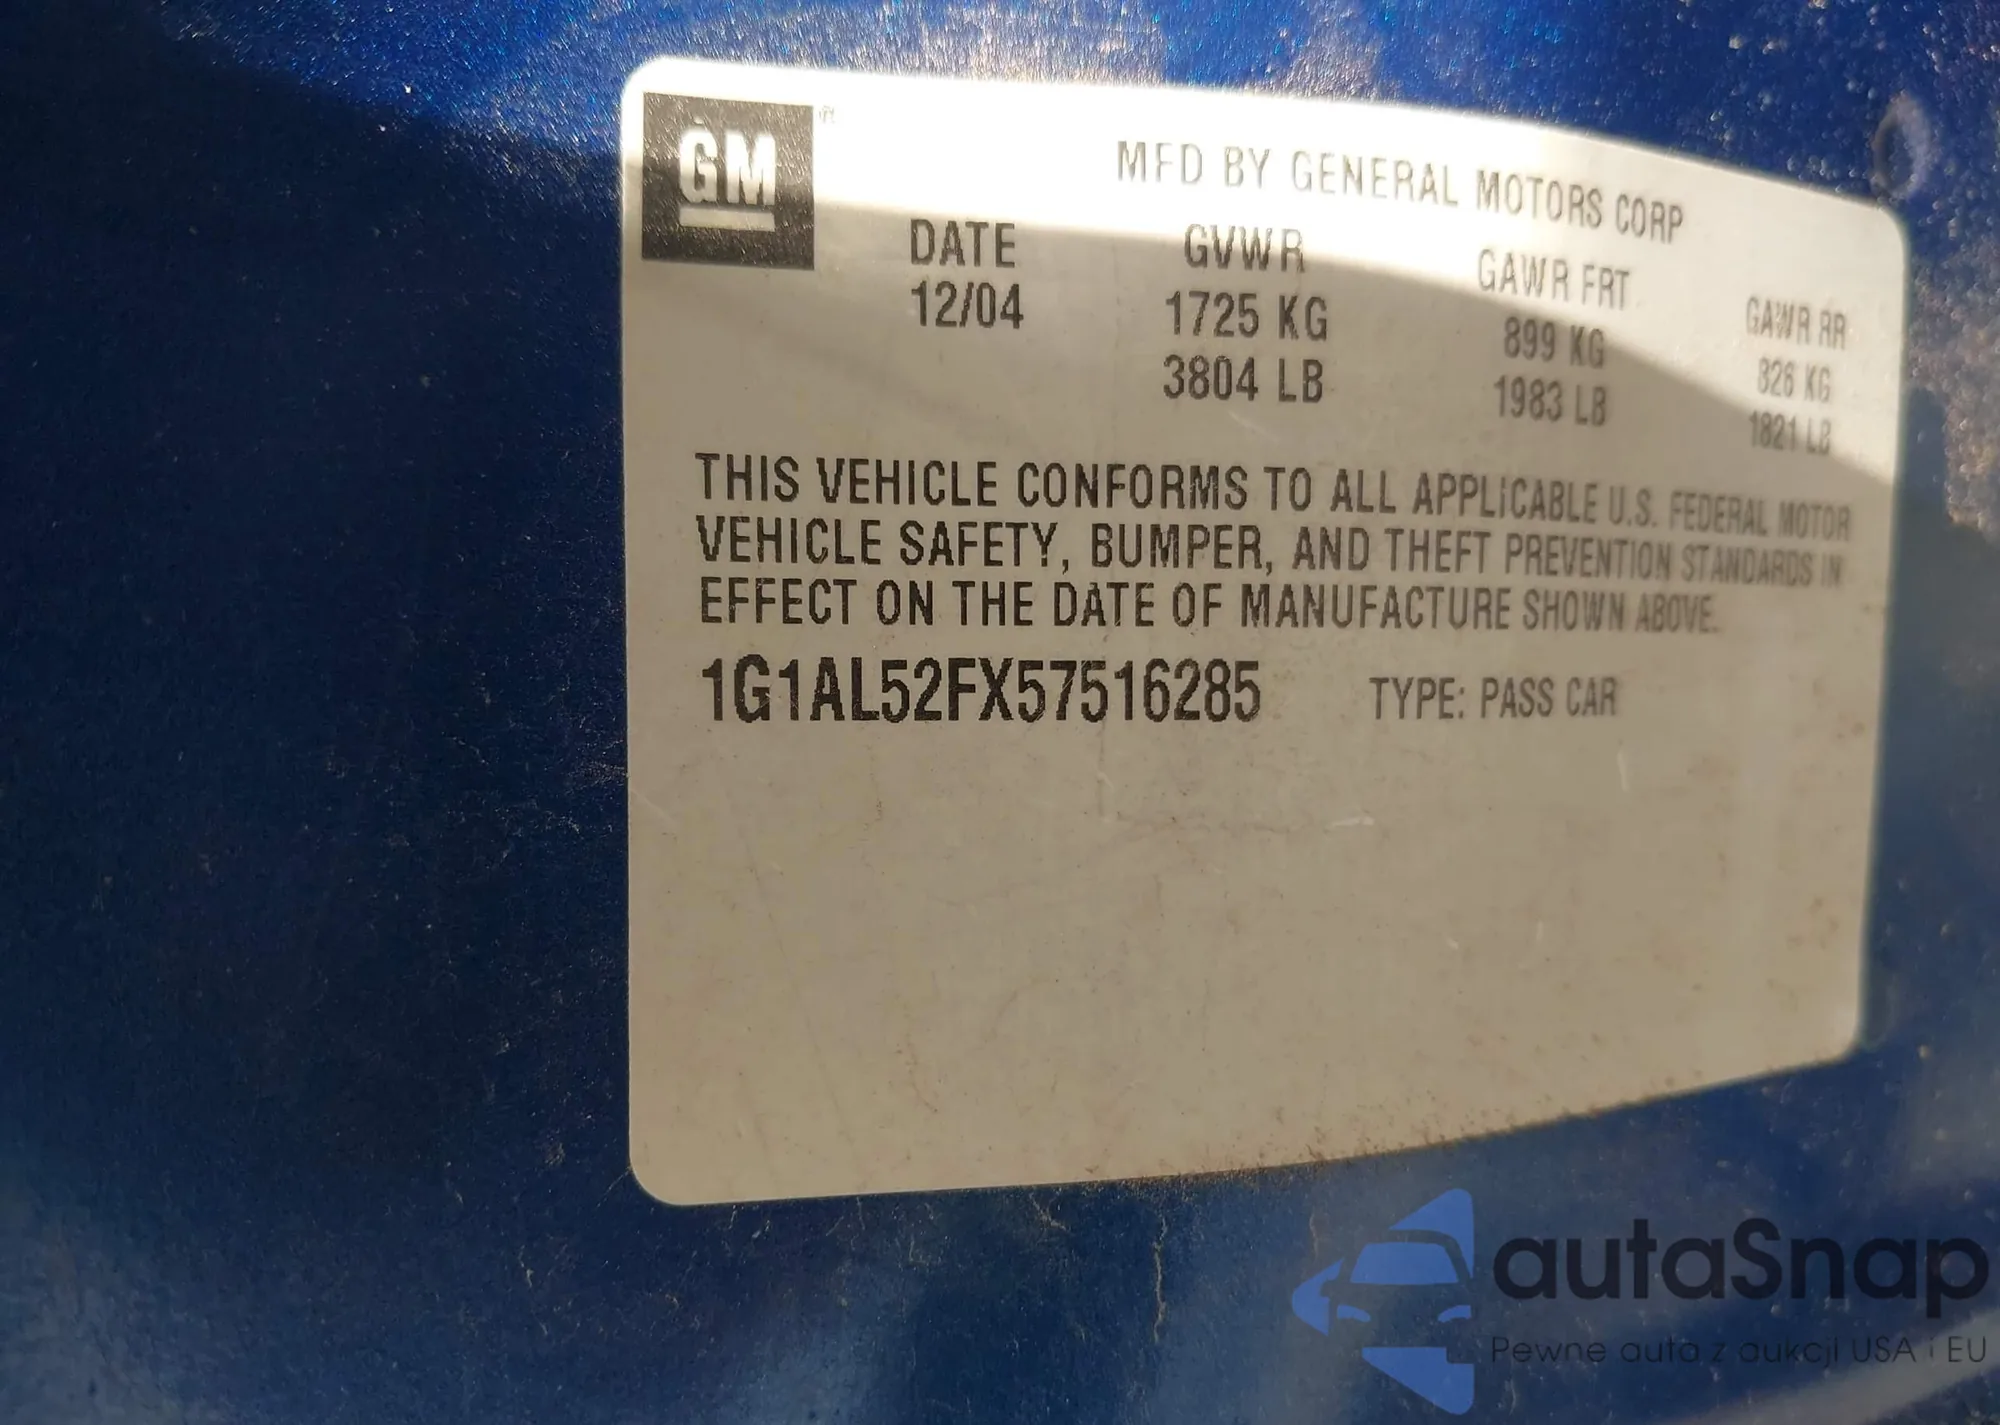 GM
MFD BY GENERAL MOTORS CORP
DATE GVWR GAWR FRT GAWR RR
12/04 1725 KG 899 KG 826 KG
3804 LB 1983 LB 1821 LB
THIS VEHICLE CONFORMS TO ALL APPLICABLE U.S. FEDERAL MOTOR
VEHICLE SAFETY, BUMPER, AND THEFT PREVENTION STANDARDS IN
EFFECT ON THE DATE OF MANUFACTURE SHOWN ABOVE.
1G1AL52FX57516285 TYPE: PASS CAR
autaSnap
Pewne auta z aukcji USA i EU